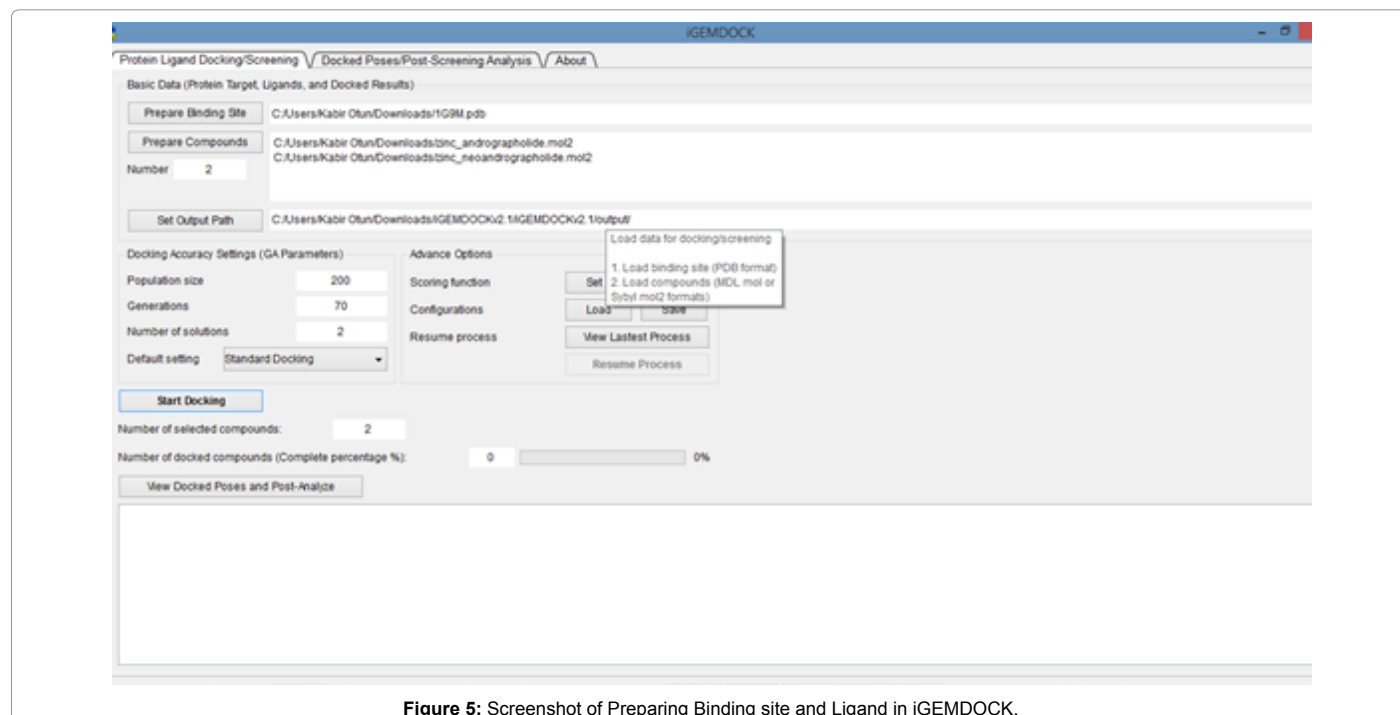 iGEMDOCK
Protein Ligand Docking/Screening Docked Poses/Post-Screening Analysis About
Basic Data (Protein Target, Ligands, and Docked Results)
Prepare Binding Site C:/Users/Kabir Otun/Downloads/1G9M.pdb
Prepare Compounds C:/Users/Kabir Otun/Downloads/zinc_andrographolide.mol2
C:/Users/Kabir Otun/Downloads/zinc_neoandrographolide.mol2
Number 2
Set Output Path C:/Users/Kabir Otun/Downloads/iGEMDOCKv2.1/iGEMDOCKv2.1/output/
Load data for docking/screening
1. Load binding site (PDB format)
2. Load compounds (MDL mol or
Sybyl mol2 formats)
Docking Accuracy Settings (GA Parameters) Advance Options
Population size 200 Scoring function Set
Generations 70 Configurations Load Save
Number of solutions 2 Resume process View Lastest Process
Default setting Standard Docking Resume Process
Start Docking
Number of selected compounds: 2
Number of docked compounds (Complete percentage %): 0 0%
View Docked Poses and Post-Analyze
Figure 5: Screenshot of Preparing Binding site and Ligand in iGEMDOCK.